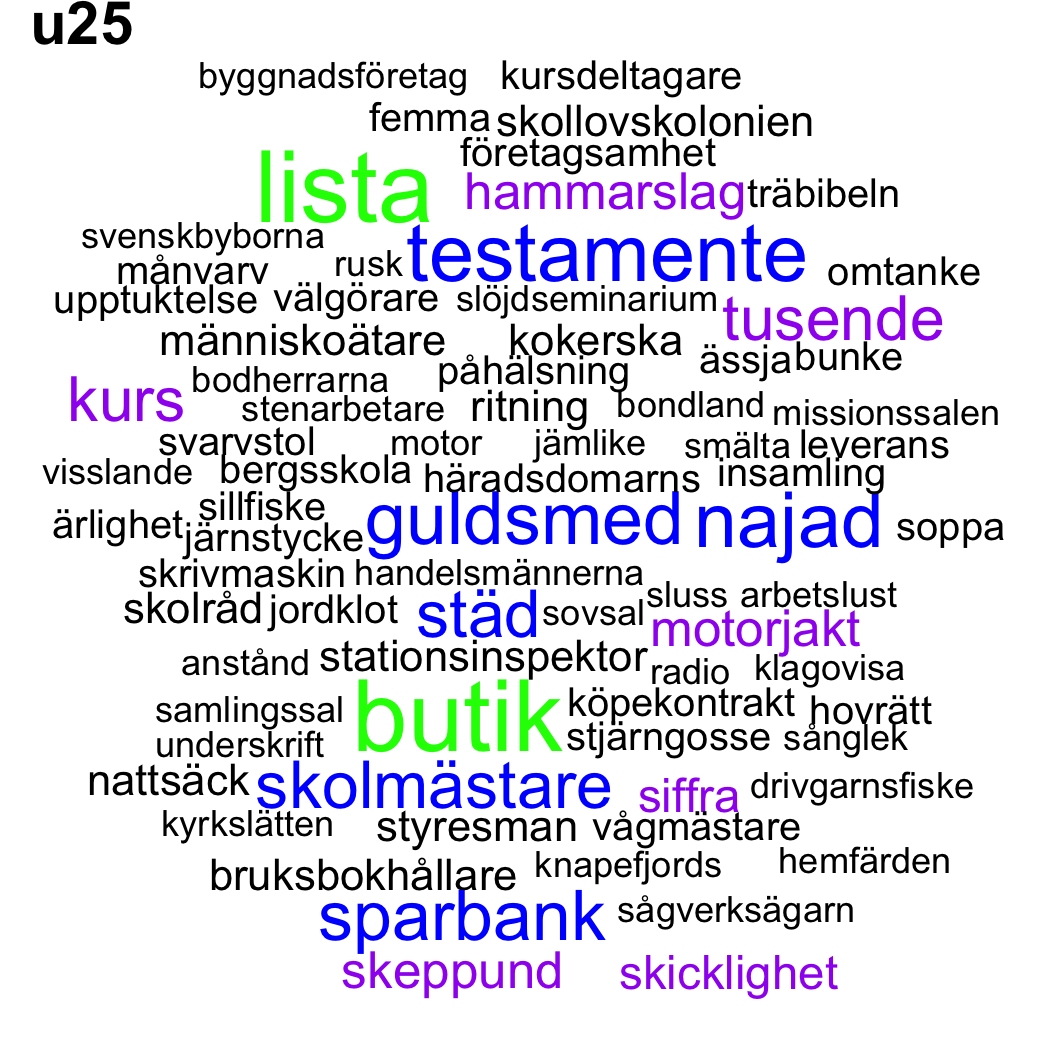 u25
byggnadsföretag kursdeltagare
femma skollovskolonien
företagsamhet
lista hammarslag träbibeln
svenskbyborna rusk testamente omtanke
månvarv
upptuktelse välgörare slöjdseminarium tusende
människoätare kokerska ässja bunke
kurs bodherrarna påhälsning
stenarbetare ritning bondland missionssalen
svarvstol motor jämlike smälta leverans
visslande bergsskola häradsdomarns insamling
sillfiske guldsmed najad soppa
ärlighet järnstycke
skrivmaskin handelsmännerna
skolråd jordklot städ sovsal sluss arbetslust
motorjakt
anstånd stationsinspektor radio klagovisa
samlingssal butik köpekontrakt hovrätt
underskrift stjärngosse sånglek
nattsäck skolmästare siffra drivgarnsfiske
kyrkslätten styresman vågmästare
bruksbokhållare knapefjords hemfärden
sparbank sågverksägarn
skeppund skicklighet